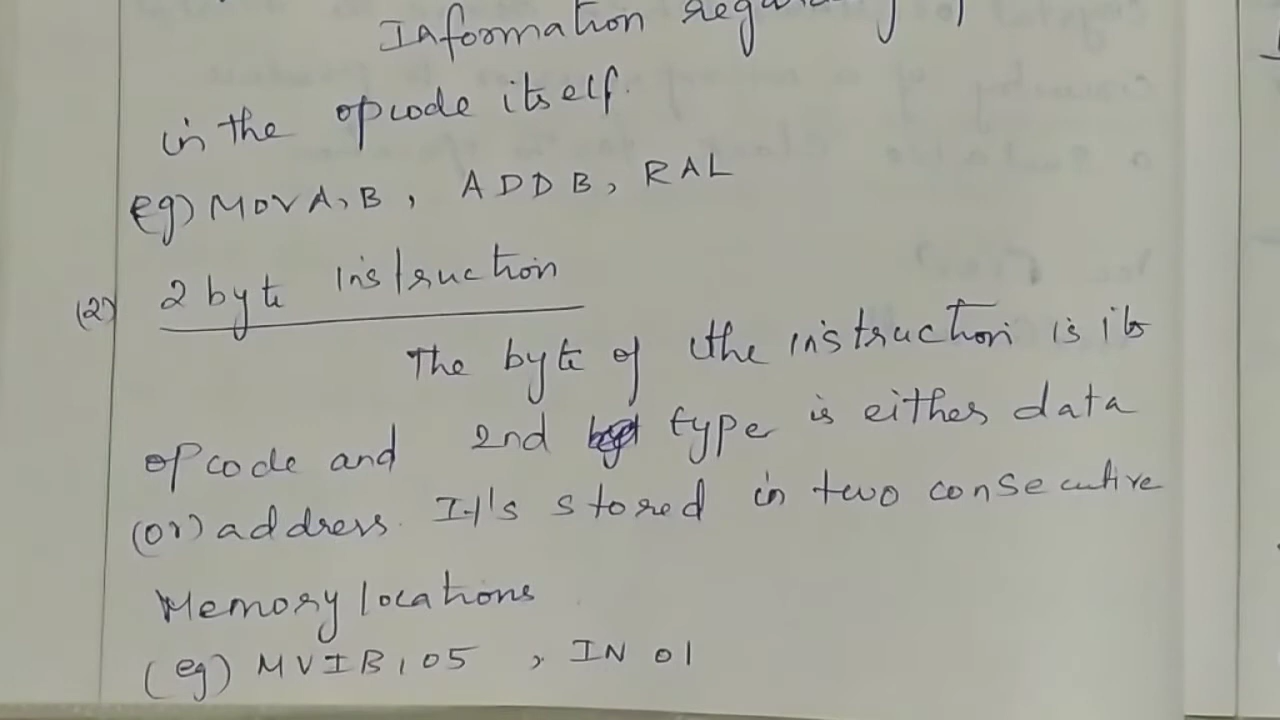 Information
in the opcode itself.
eg) MOV A, B, ADD B, RAL
(2) 2 byte instruction
The byte of the instruction is its
opcode and 2nd type is either data
(or) address. It's stored in two consecutive
Memory locations
(eg) MVI B, 05, IN 01